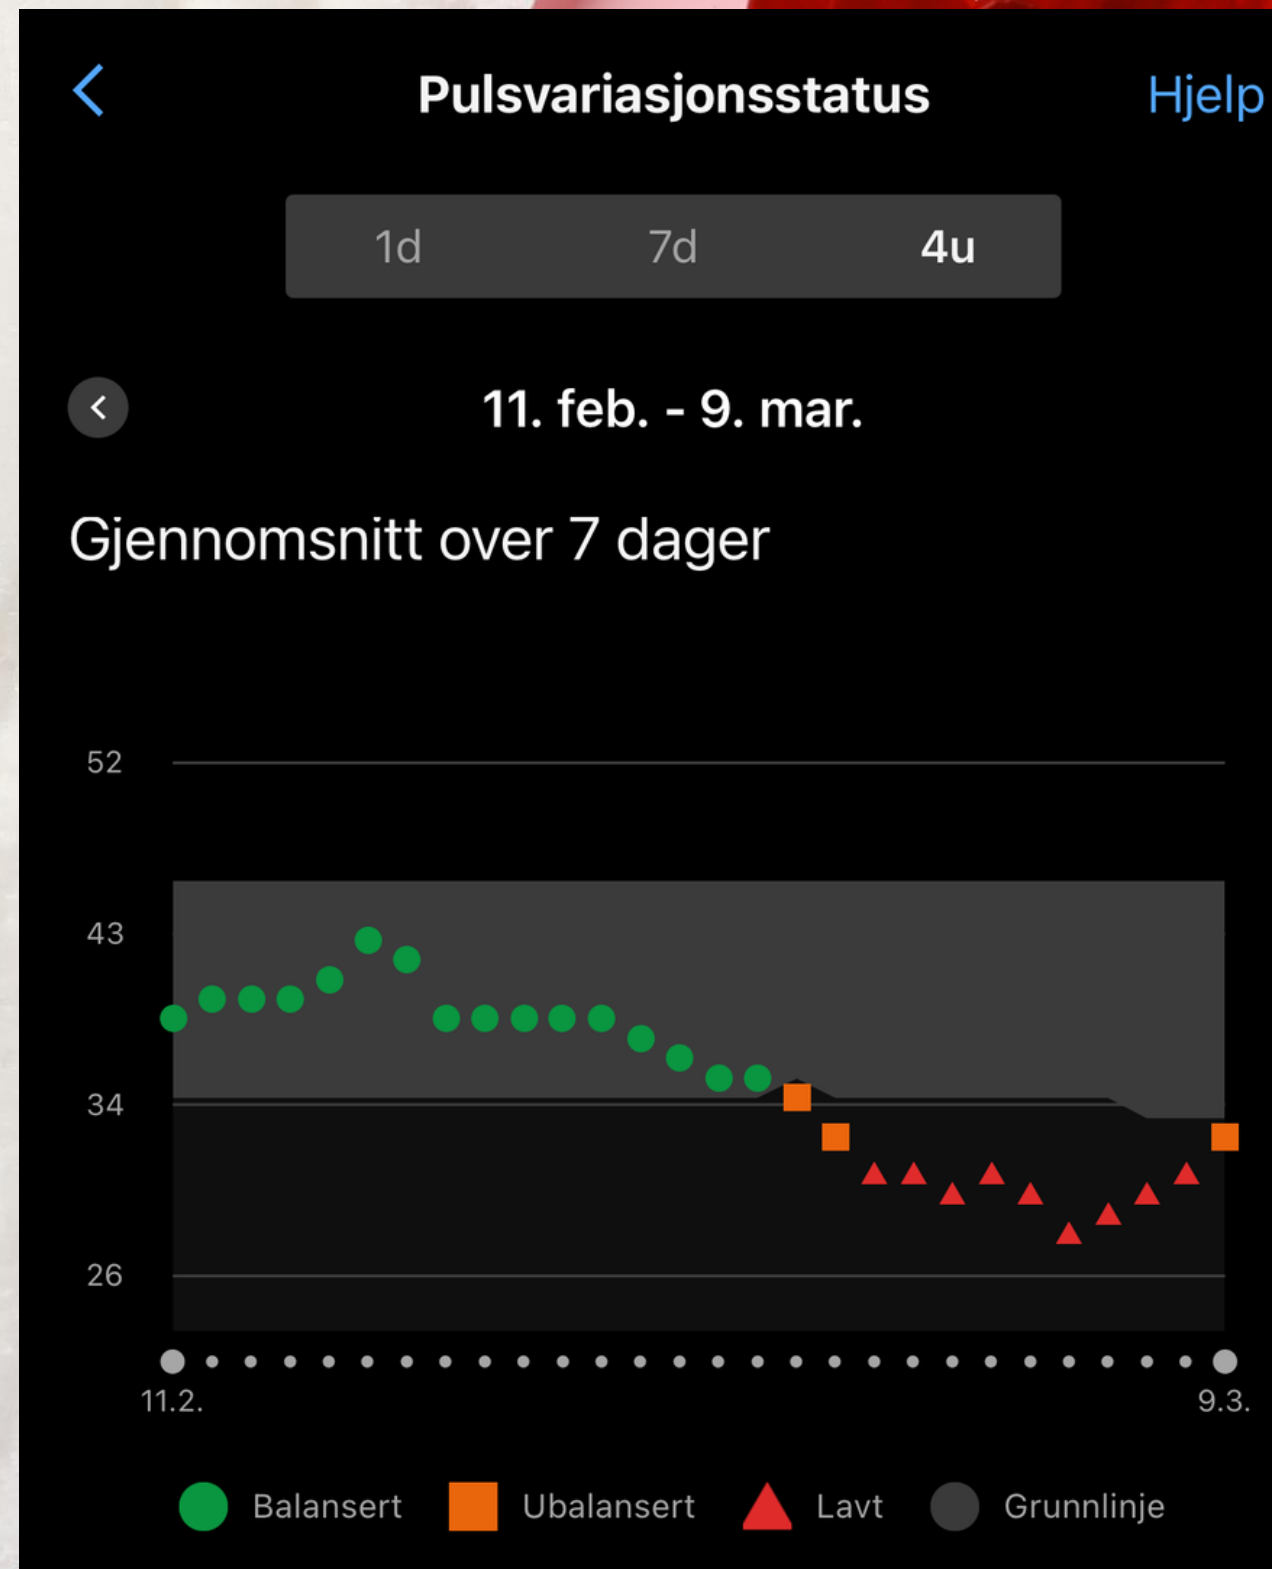 Pulsvariasjonsstatus Hjelp
1d 7d 4u
11. feb. - 9. mar.
Gjennomsnitt over 7 dager
52
43
34
26
11.2. 9.3.
Balansert Ubalansert Lavt Grunnlinje